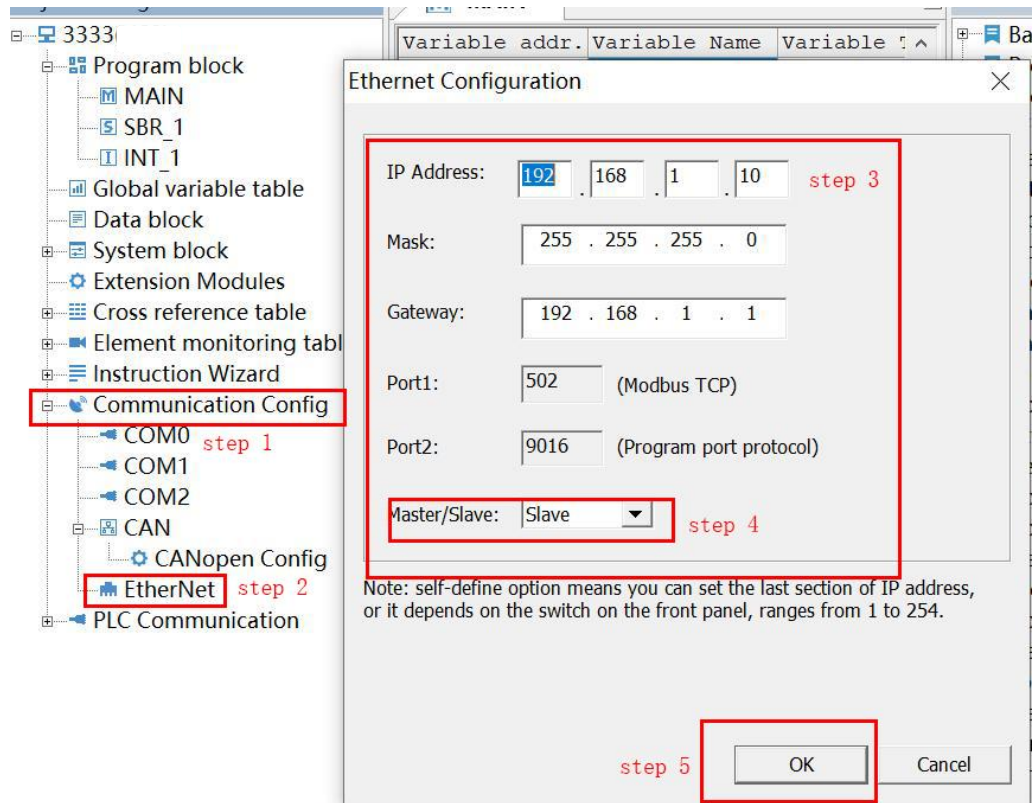 3333
Program block
MAIN
SBR_1
INT_1
Global variable table
Data block
System block
Extension Modules
Cross reference table
Element monitoring tabl
Instruction Wizard
Communication Config
COM0 step 1
COM1
COM2
CAN
CANopen Config
EtherNet step 2
PLC Communication
Variable addr. Variable Name Variable
Ba
Ethernet Configuration
IP Address: 192 . 168 . 1 . 10 step 3
Mask: 255 . 255 . 255 . 0
Gateway: 192 . 168 . 1 . 1
Port1: 502 (Modbus TCP)
Port2: 9016 (Program port protocol)
Master/Slave: Slave step 4
Note: self-define option means you can set the last section of IP address,
or it depends on the switch on the front panel, ranges from 1 to 254.
step 5 OK Cancel